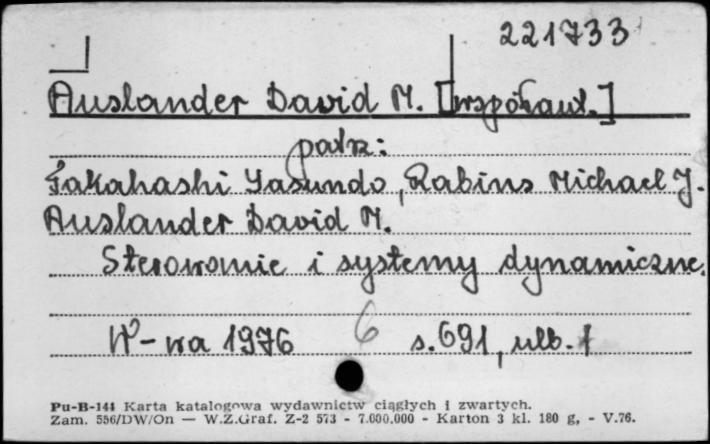 221733
Auslander David M. [współaut.]
patrz:
Takahashi Yasundo, Rabins Michael J.
Auslander David M.
Sterowanie i systemy dynamiczne.
W-wa 1976 6 s. 691, ulb. 1
Pu-B-144 Karta katalogowa wydawnictw ciągłych i zwartych.
Zam. 556/DW/On — W.Z.Graf. Z-2 573 - 7.000.000 - Karton 3 kl. 180 g, - V.76.